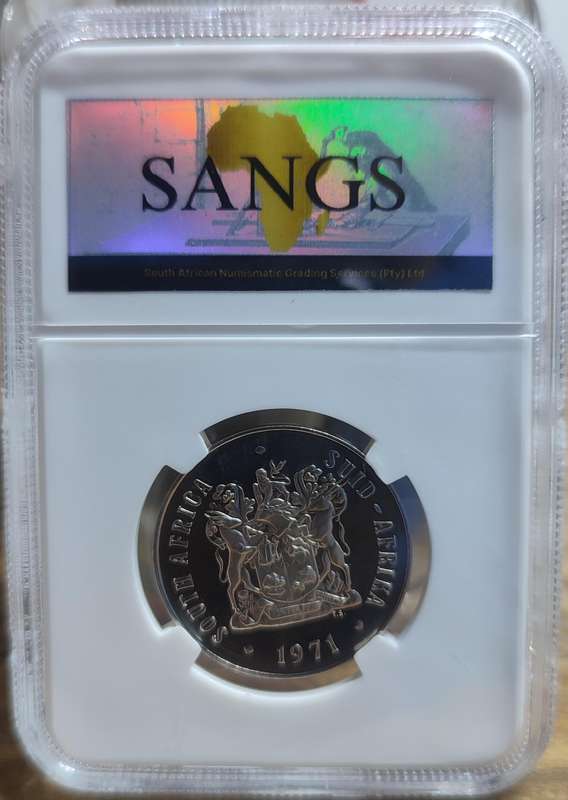 SANGS
South African Numismatic Grading Services (Pty) Ltd
SOUTH AFRICA
SUID-AFRIKA
1971